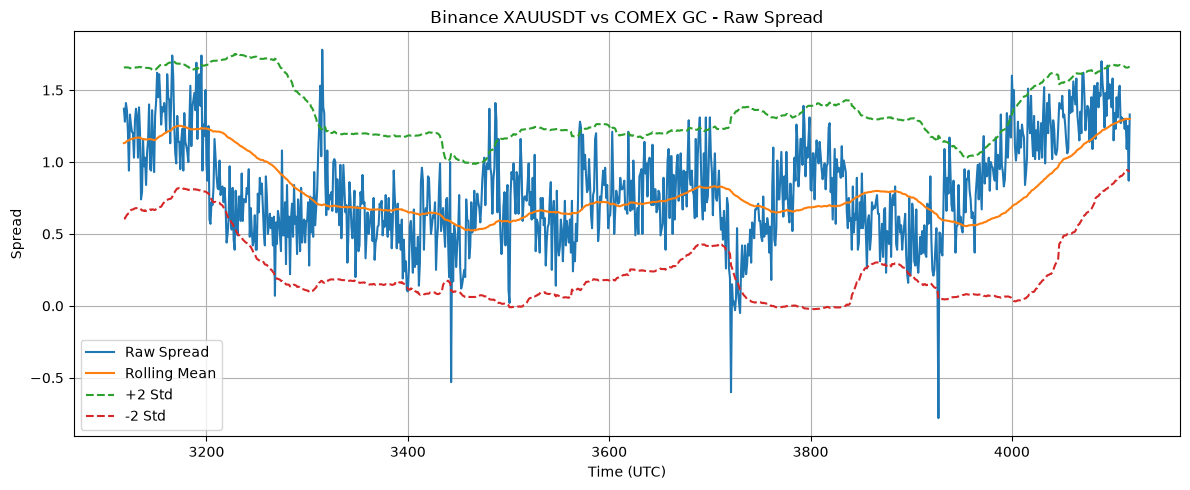 Binance XAUUSDT vs COMEX GC - Raw Spread
Spread
1.5
1.0
0.5
0.0
−0.5
Raw Spread
Rolling Mean
+2 Std
-2 Std
3200 3400 3600 3800 4000
Time (UTC)